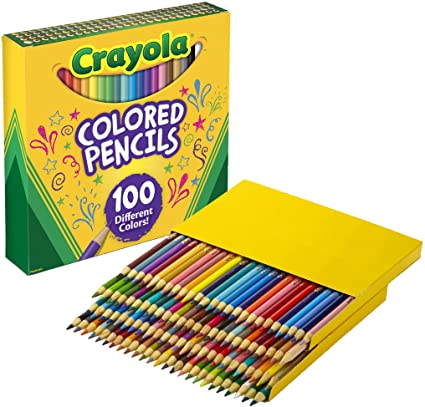 Crayola
COLORED
PENCILS
100
Different
Colors!